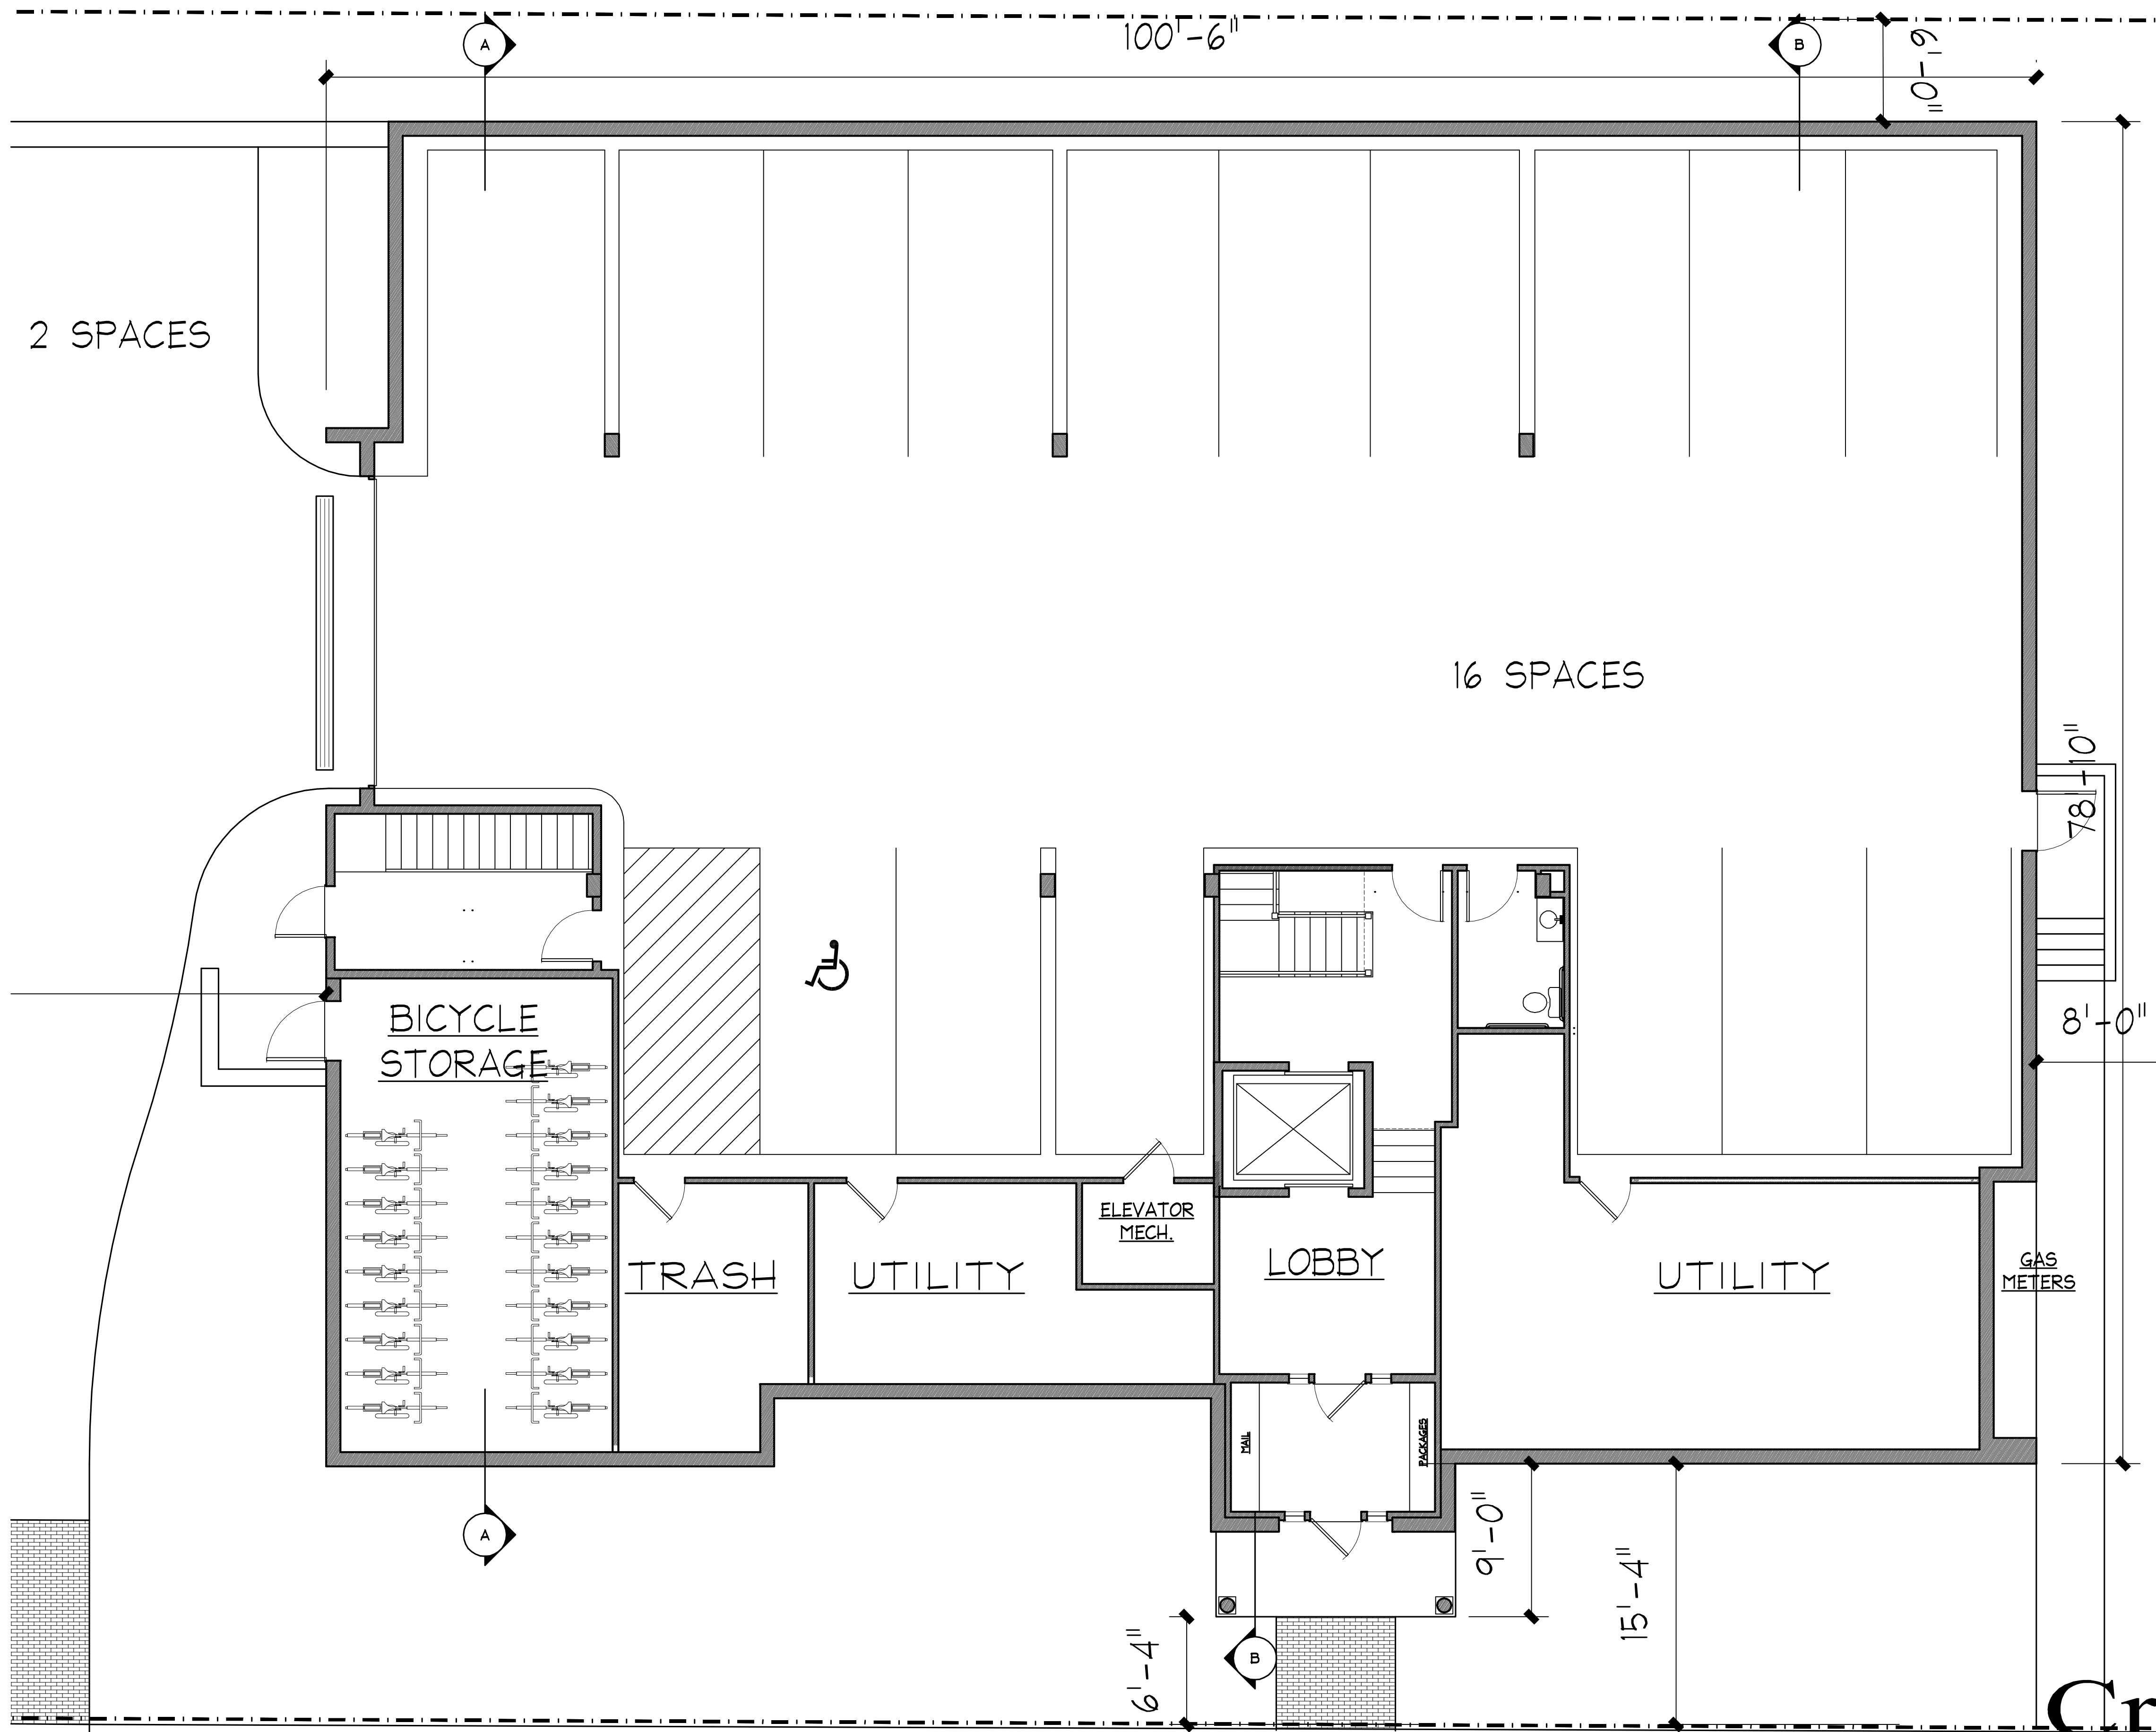 100'-6"
A
B
6'-0"
2 SPACES
16 SPACES
78'-10"
8'-0"
BICYCLE
STORAGE
ELEVATOR
MECH.
TRASH
UTILITY
LOBBY
UTILITY
GAS
METERS
MAIL
PACKAGES
A
9'-0"
15'-4"
6'-4"
B
Cr